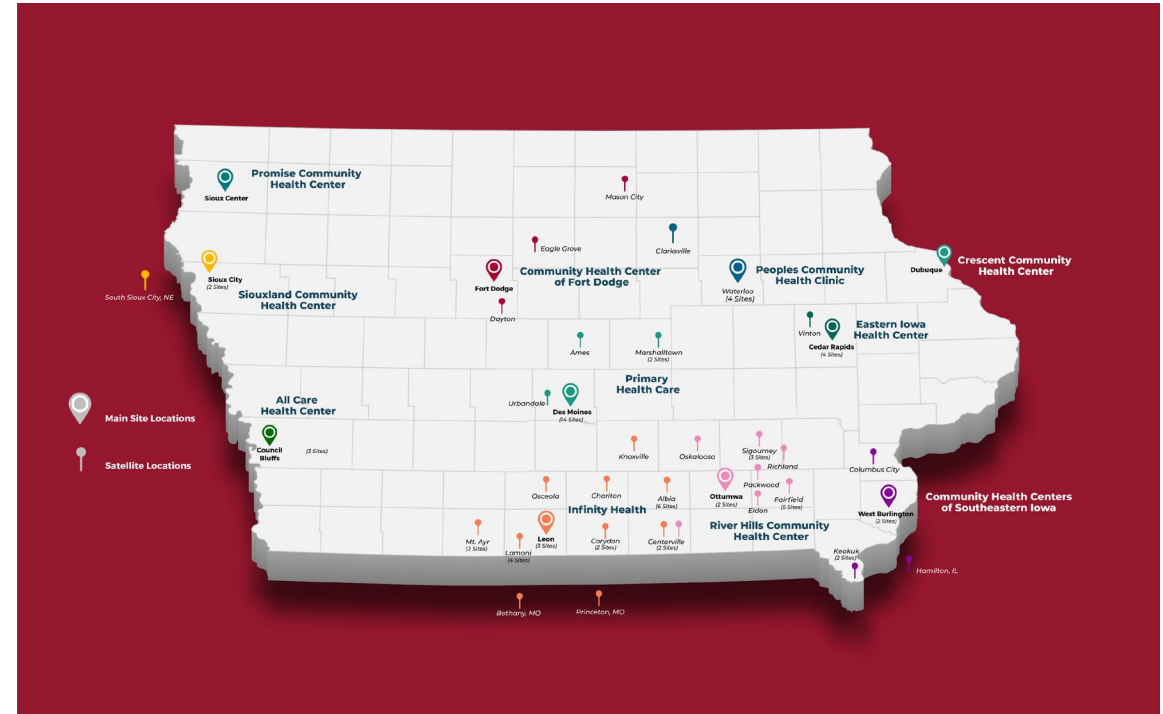 Promise Community
Health Center
Sioux Center
Mason City
Eagle Grove
Clarksville
Crescent Community
Health Center
Dubuque
Sioux City
(2 Sites)
South Sioux City, NE
Siouxland Community
Health Center
Fort Dodge
Community Health Center
of Fort Dodge
Peoples Community
Health Clinic
Waterloo
(4 Sites)
Dayton
Vinton
Eastern Iowa
Health Center
Cedar Rapids
(4 Sites)
Ames
Marshalltown
(2 Sites)
Primary
Health Care
Urbandale
Des Moines
(14 Sites)
All Care
Health Center
Main Site Locations
Council
Bluffs
(3 Sites)
Satellite Locations
Knoxville
Oskaloosa
Sigourney
(3 Sites)
Richland
Columbus City
Osceola
Chariton
Albia
(6 Sites)
Ottumwa
(2 Sites)
Packwood
Fairfield
(5 Sites)
Eldon
West Burlington
(2 Sites)
Community Health Centers
of Southeastern Iowa
Infinity Health
River Hills Community
Health Center
Mt. Ayr
(3 Sites)
Lamoni
(4 Sites)
Leon
(3 Sites)
Corydon
(2 Sites)
Centerville
(2 Sites)
Keokuk
(2 Sites)
Hamilton, IL
Bethany, MO
Princeton, MO